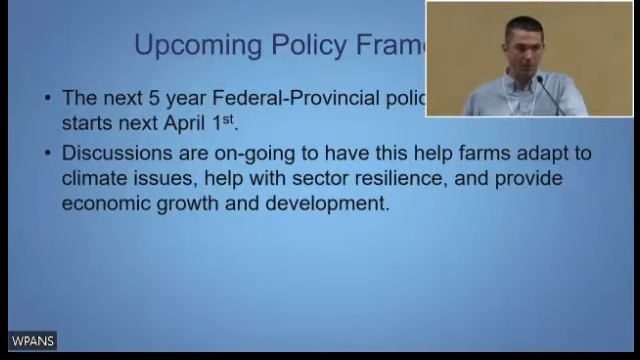 Upcoming Policy Fram
• The next 5 year Federal-Provincial polic
starts next April 1st.
• Discussions are on-going to have this help farms adapt to
climate issues, help with sector resilience, and provide
economic growth and development.
WPANS